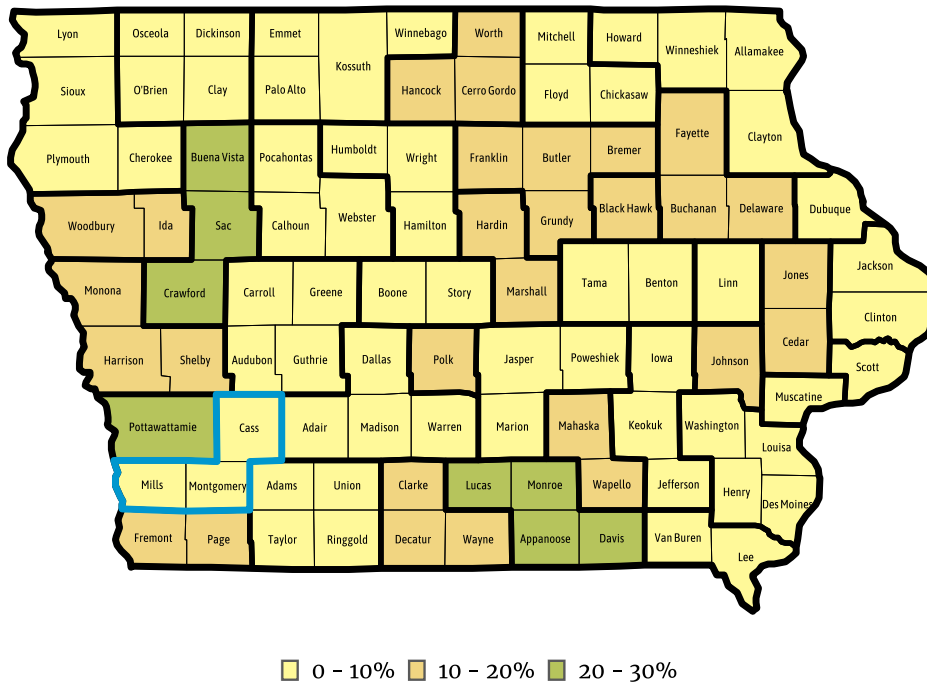 Lyon Osceola Dickinson Emmet Winnebago Worth Mitchell Howard Winneshiek Allamakee
Kossuth
Sioux O'Brien Clay Palo Alto Hancock Cerro Gordo Floyd Chickasaw
Fayette Clayton
Plymouth Cherokee Buena Vista Pocahontas Humboldt Wright Franklin Butler Bremer
Woodbury Ida Sac Calhoun Webster Hamilton Hardin Grundy Black Hawk Buchanan Delaware Dubuque
Monona Crawford Carroll Greene Boone Story Marshall Tama Benton Linn Jones Jackson
Clinton
Harrison Shelby Audubon Guthrie Dallas Polk Jasper Poweshiek Iowa Johnson Cedar Scott
Muscatine
Pottawattamie Cass Adair Madison Warren Marion Mahaska Keokuk Washington Louisa
Mills Montgomery Adams Union Clarke Lucas Monroe Wapello Jefferson Henry Des Moines
Fremont Page Taylor Ringgold Decatur Wayne Appanoose Davis Van Buren Lee
0 – 10% 10 – 20% 20 – 30%